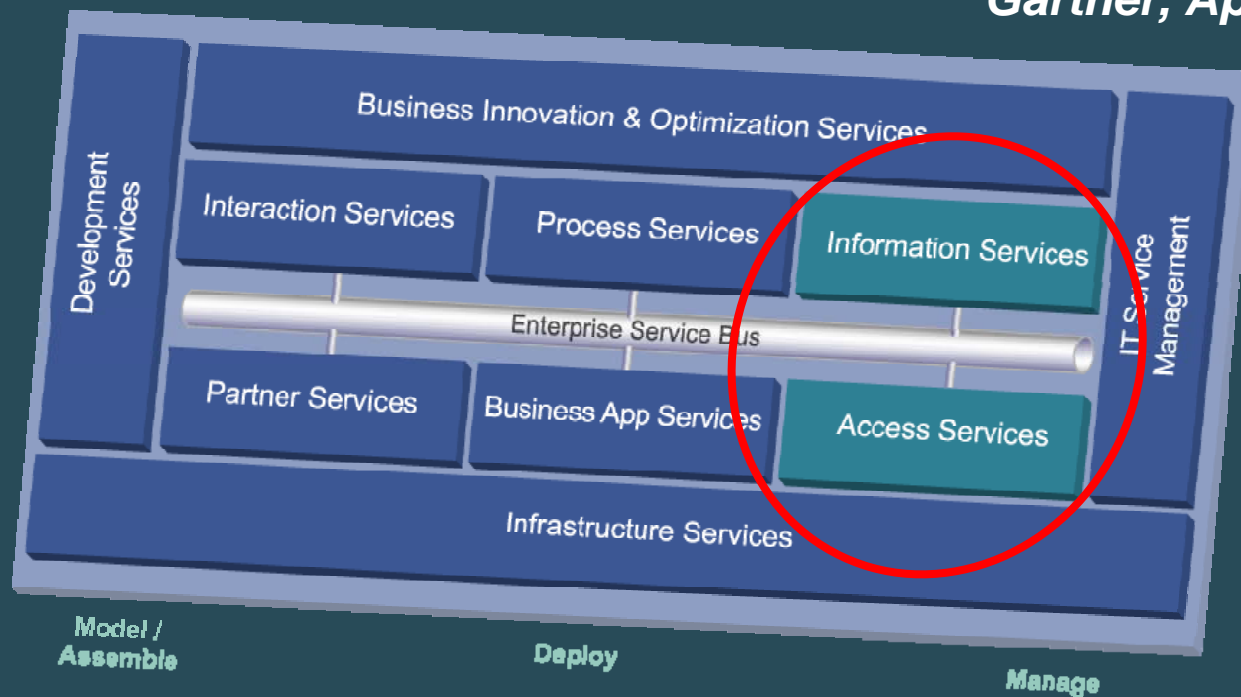 Gartner, Ap
Business Innovation & Optimization Services
Development
Services
Interaction Services
Process Services
Information Services
IT Service
Management
Enterprise Service Bus
Partner Services
Business App Services
Access Services
Infrastructure Services
Model /
Assemble
Deploy
Manage